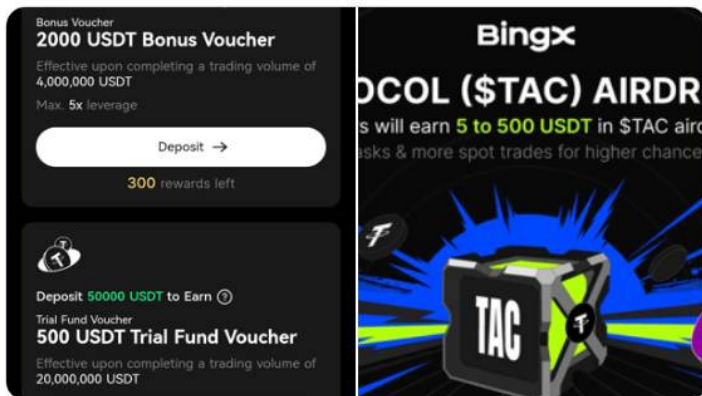 Bonus Voucher
2000 USDT Bonus Voucher
Effective upon completing a trading volume of
4,000,000 USDT
Max. 5x leverage
Deposit →
300 rewards left
Deposit 50000 USDT to Earn ?
Trial Fund Voucher
500 USDT Trial Fund Voucher
Effective upon completing a trading volume of
20,000,000 USDT
BingX
OCOL ($TAC) AIRDR
s will earn 5 to 500 USDT in $TAC airc
asks & more spot trades for higher chance
TAC